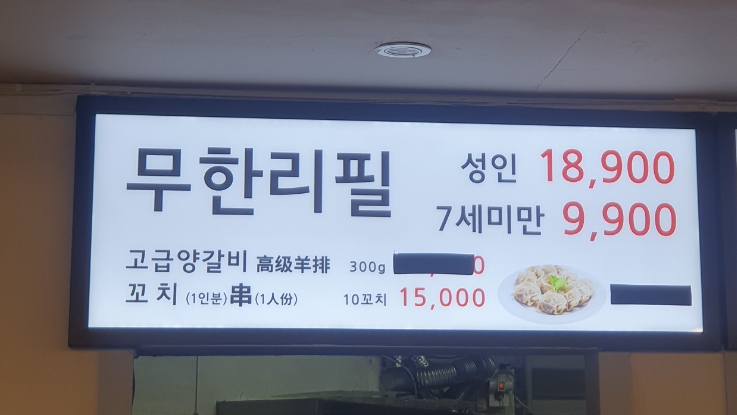 무한리필
성인 18,900
7세미만 9,900
고급양갈비 高级羊排 300g
꼬치 (1인분) 串 (1人份) 10꼬치 15,000